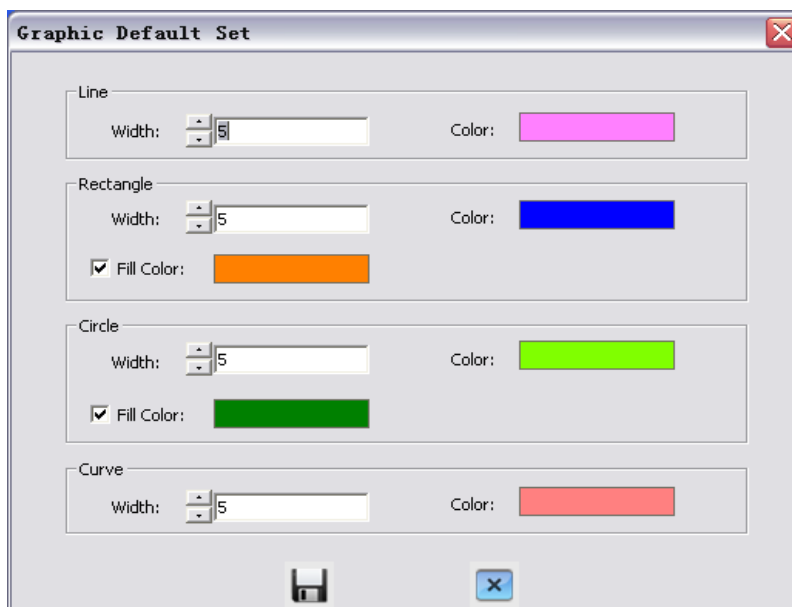 Graphic Default Set
Line
Width: 5 Color:
Rectangle
Width: 5 Color:
Fill Color:
Circle
Width: 5 Color:
Fill Color:
Curve
Width: 5 Color: